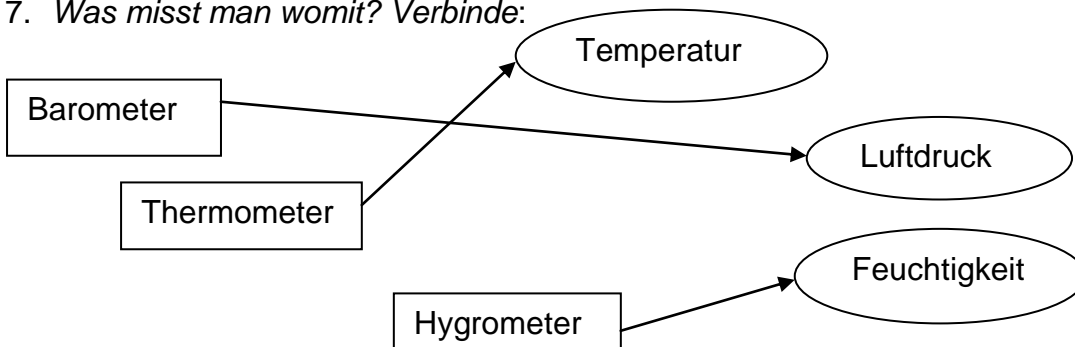 7. Was misst man womit? Verbinde:
Temperatur
Barometer
Luftdruck
Thermometer
Feuchtigkeit
Hygrometer